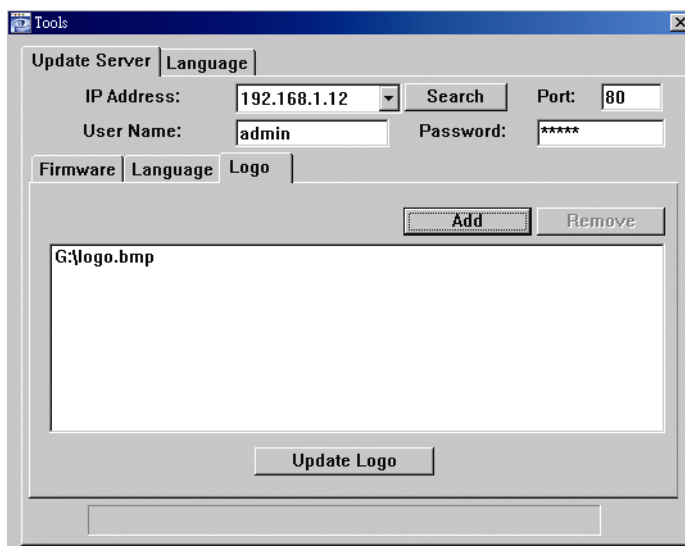 Tools
Update Server Language
IP Address: 192.168.1.12 Search Port: 80
User Name: admin Password: *****
Firmware Language Logo
Add Remove
G:\logo.bmp
Update Logo